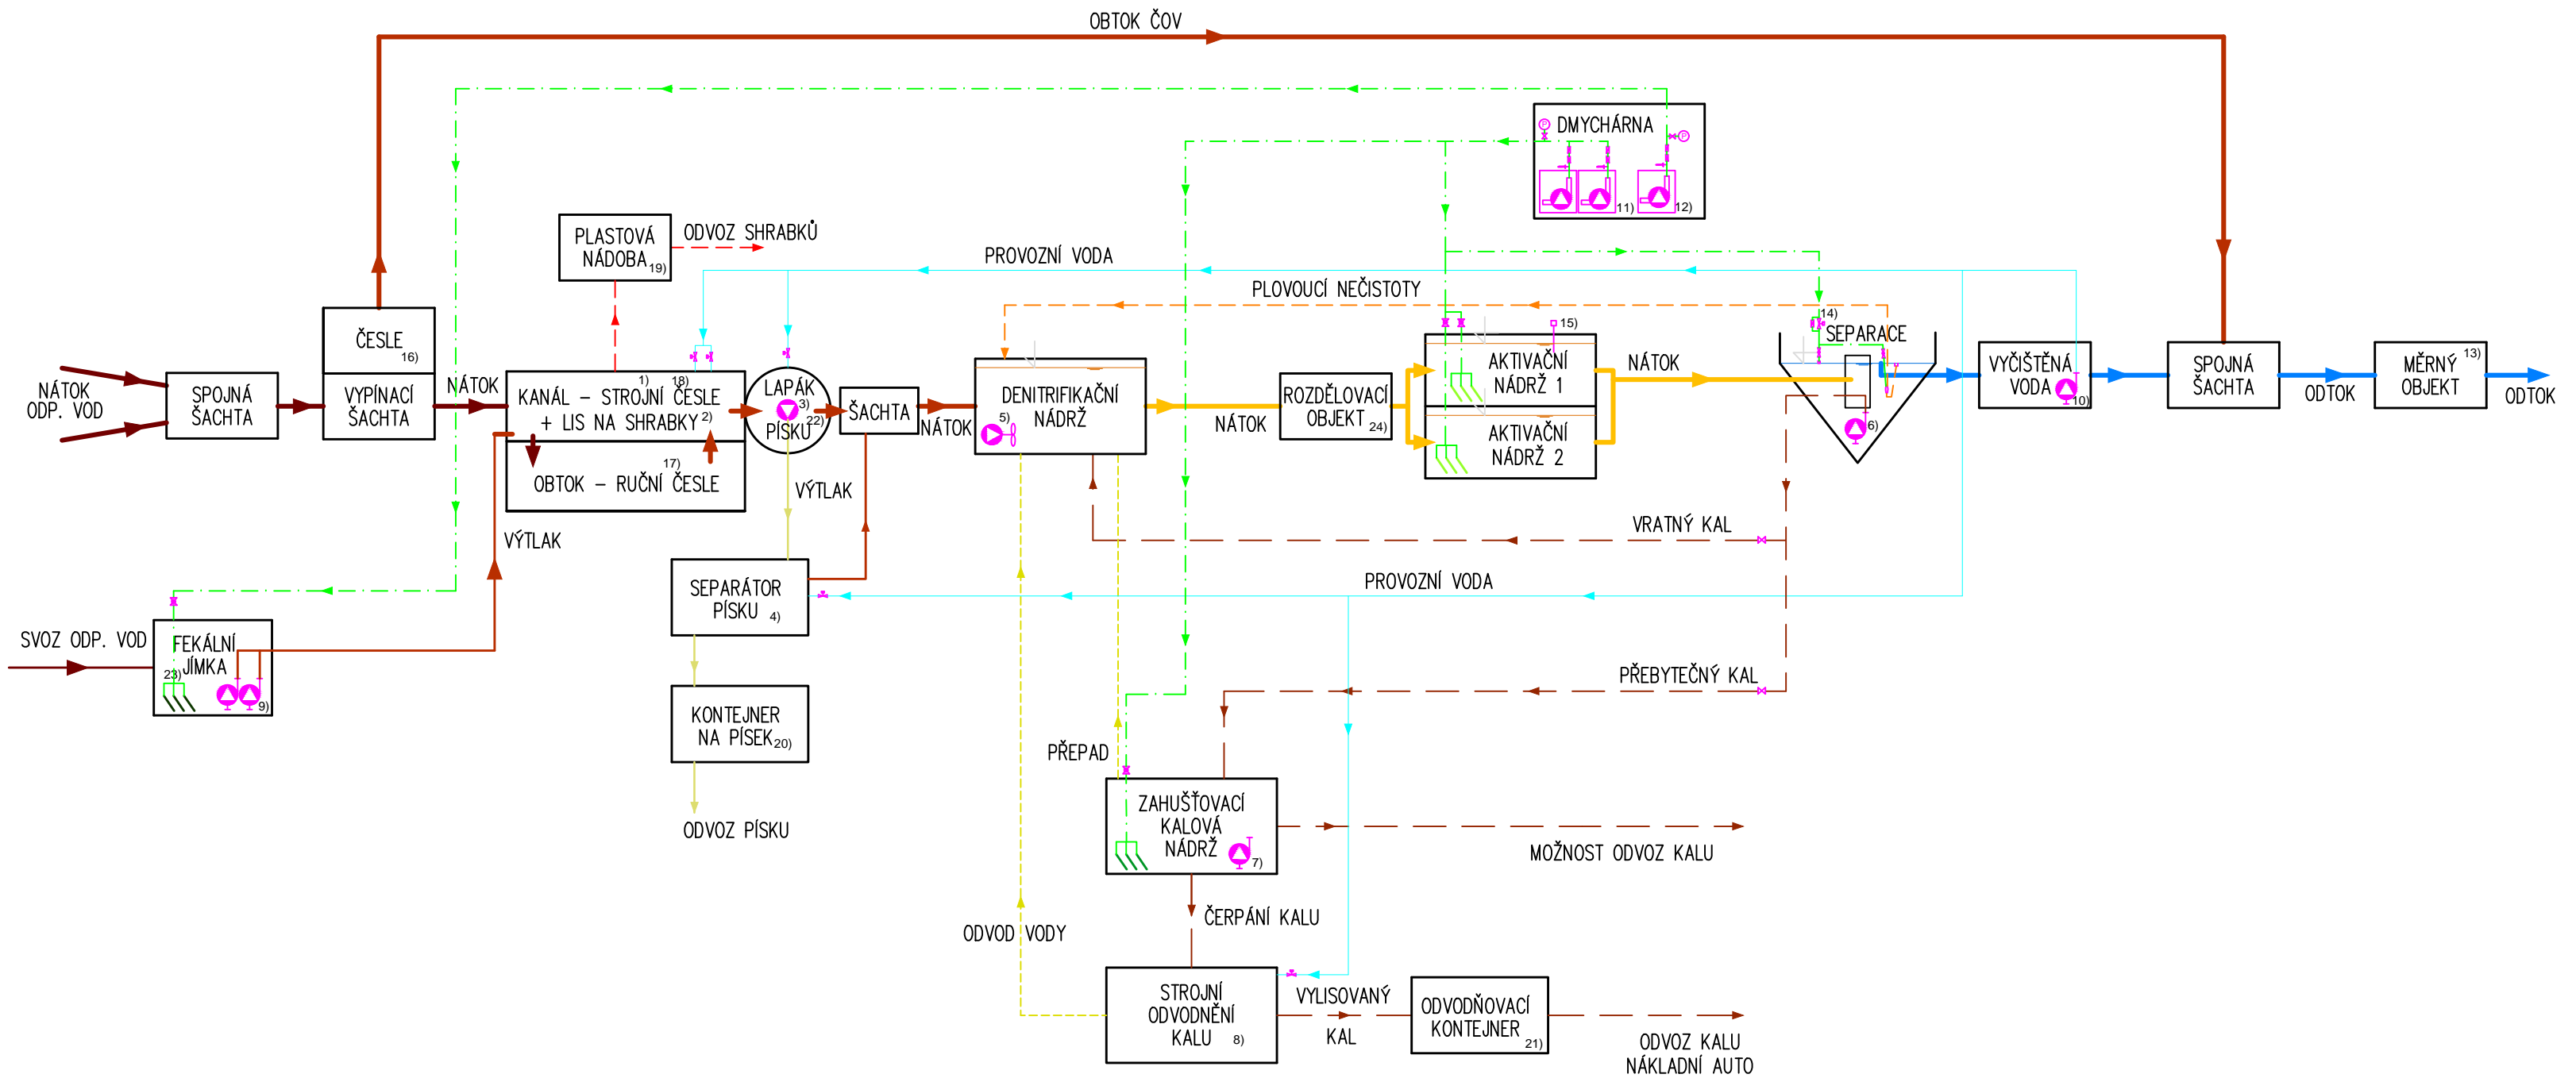 OBTOK ČOV
DMYCHÁRNA
P
P
11)
12)
PLASTOVÁ
NÁDOBA 19)
ODVOZ SHRABKŮ
PROVOZNÍ VODA
PLOVOUCÍ NEČISTOTY
ČESLE
16)
VYPÍNACÍ
ŠACHTA
NÁTOK
ODP. VOD
SPOJNÁ
ŠACHTA
NÁTOK
1) 18)
KANÁL – STROJNÍ ČESLE
+ LIS NA SHRABKY 2)
17)
OBTOK – RUČNÍ ČESLE
LAPÁK
3)
PÍSKU 22)
ŠACHTA
NÁTOK
DENITRIFIKAČNÍ
NÁDRŽ
5)
NÁTOK
ROZDĚLOVACÍ
OBJEKT 24)
15)
AKTIVAČNÍ
NÁDRŽ 1
AKTIVAČNÍ
NÁDRŽ 2
NÁTOK
14)
SEPARACE
6)
VYČIŠTĚNÁ
VODA
10)
SPOJNÁ
ŠACHTA
ODTOK
13)
MĚRNÝ
OBJEKT
ODTOK
VÝTLAK
VÝTLAK
VRATNÝ KAL
PROVOZNÍ VODA
SEPARÁTOR
PÍSKU 4)
SVOZ ODP. VOD
FEKÁLNÍ
JÍMKA
23)
9)
PŘEBYTEČNÝ KAL
KONTEJNER
NA PÍSEK 20)
PŘEPAD
ODVOZ PÍSKU
ZAHUŠŤOVACÍ
KALOVÁ
NÁDRŽ
7)
MOŽNOST ODVOZ KALU
ČERPÁNÍ KALU
ODVOD VODY
STROJNÍ
ODVODNĚNÍ
KALU 8)
VYLISOVANÝ
KAL
ODVODŇOVACÍ
KONTEJNER
21)
ODVOZ KALU
NÁKLADNÍ AUTO